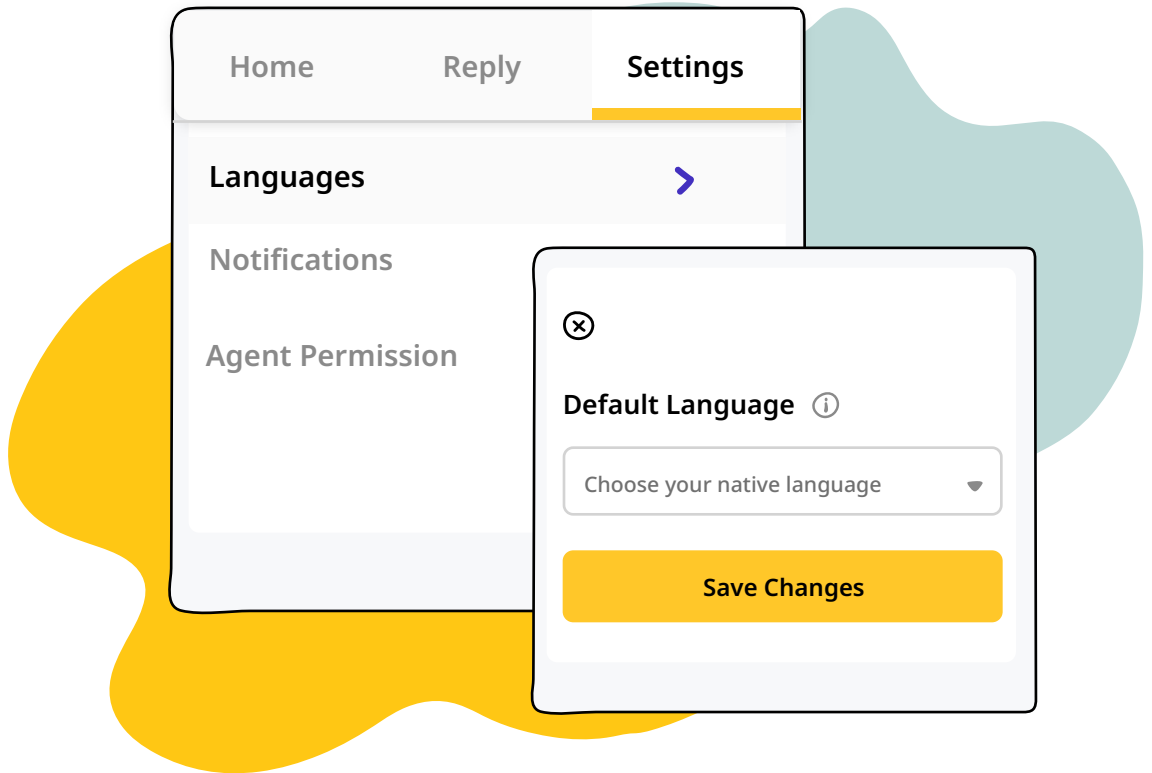 Home Reply Settings
Languages
Notifications
Agent Permission
Default Language
Choose your native language
Save Changes